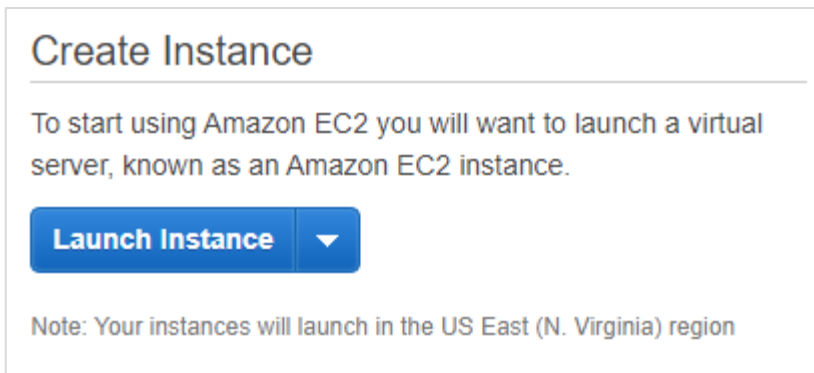 Create Instance
To start using Amazon EC2 you will want to launch a virtual
server, known as an Amazon EC2 instance.
Launch Instance
Note: Your instances will launch in the US East (N. Virginia) region